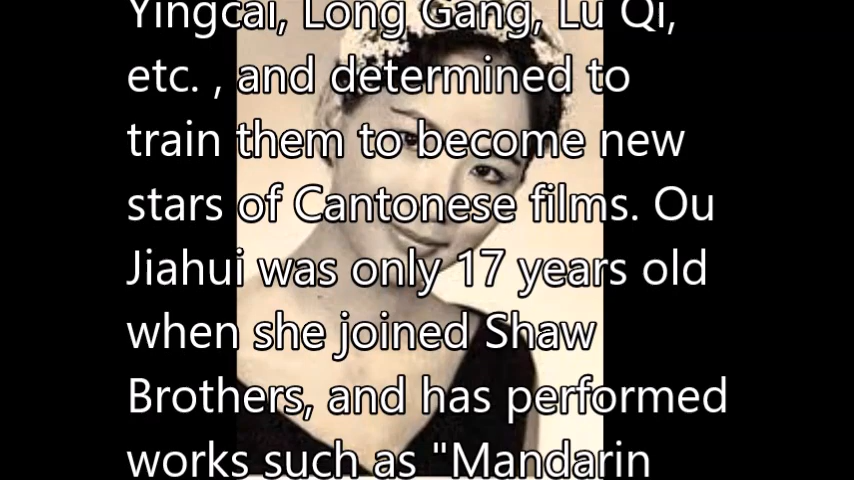 Yingcai, Long Gang, Lu Qi,
etc. , and determined to
train them to become new
stars of Cantonese films. Ou
Jiahui was only 17 years old
when she joined Shaw
Brothers, and has performed
works such as "Mandarin